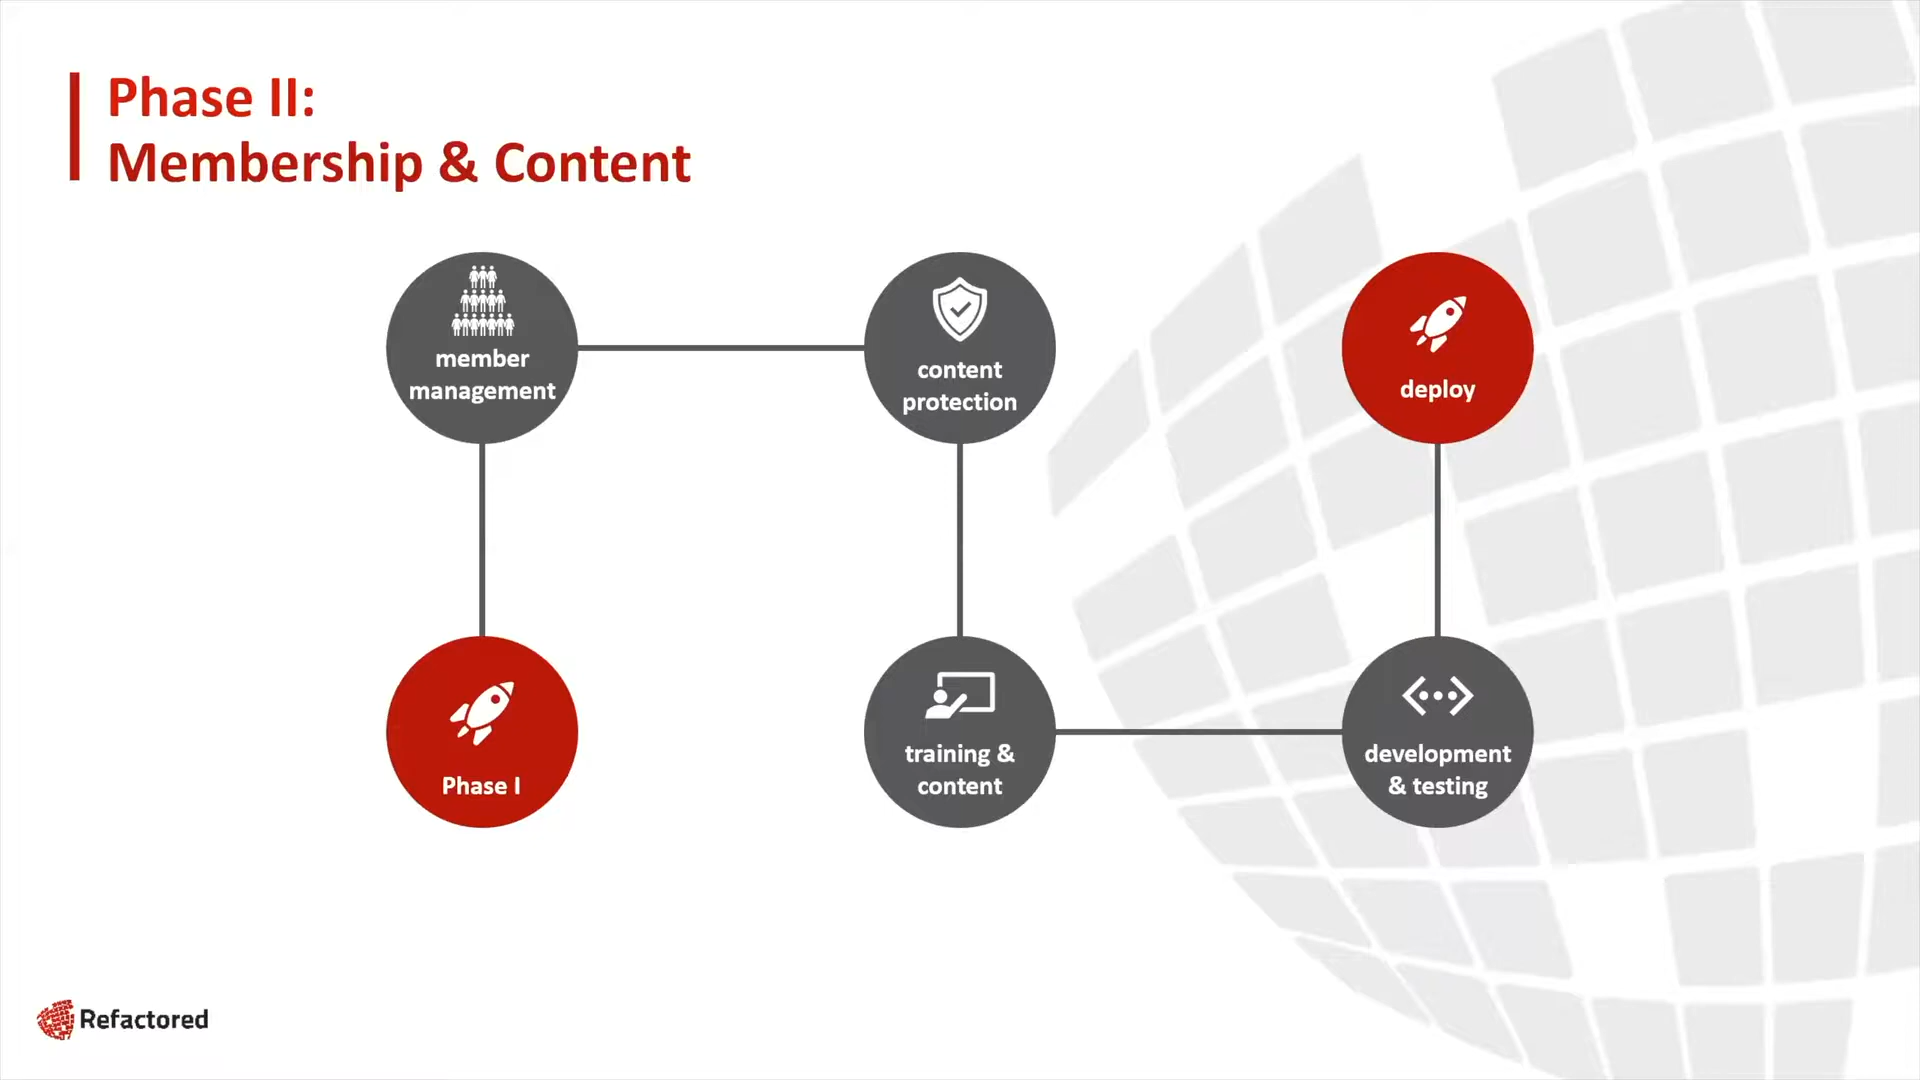 Phase II:
Membership & Content
member
management
content
protection
deploy
Phase I
training &
content
development
& testing
Refactored